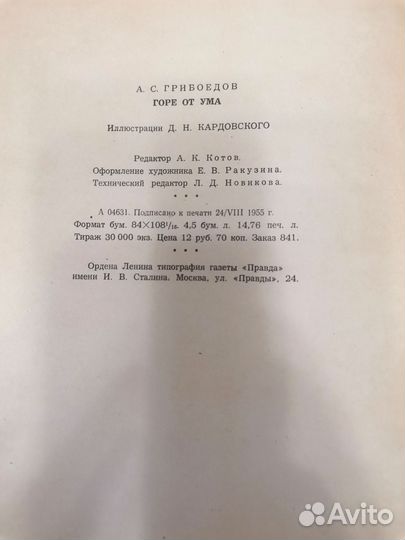 А. С. ГРИБОЕДОВ
ГОРЕ ОТ УМА
Иллюстрации Д. Н. КАРДОВСКОГО
Редактор А. К. Котов.
Оформление художника Е. В. Ракузина.
Технический редактор Л. Д. Новикова.
* * *
А 04631. Подписано к печати 24/VIII 1955 г.
Формат бум. 84×108¹/₁₆. 4,5 бум. л. 14,76 печ. л.
Тираж 30 000 экз. Цена 12 руб. 70 коп. Заказ 841.
* * *
Ордена Ленина типография газеты «Правда»
имени И. В. Сталина. Москва, ул. «Правды», 24.
Avito